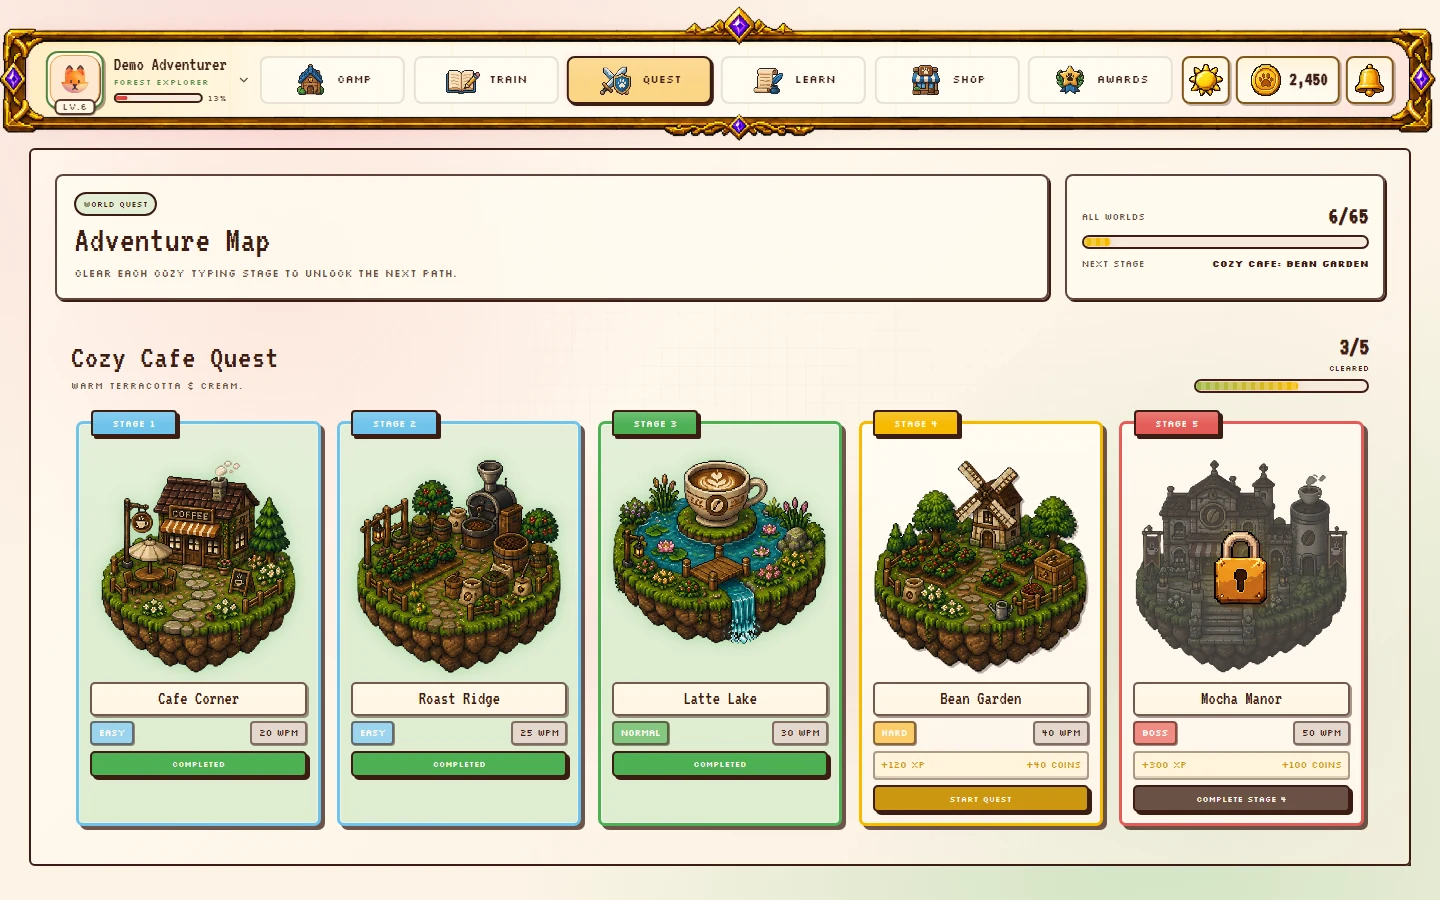 Demo Adventurer
FOREST EXPLORER
13%
LV.6
CAMP
TRAIN
QUEST
LEARN
SHOP
AWARDS
2,450
WORLD QUEST
Adventure Map
CLEAR EACH COZY TYPING STAGE TO UNLOCK THE NEXT PATH.
ALL WORLDS
6/65
NEXT STAGE
COZY CAFE: BEAN GARDEN
Cozy Cafe Quest
WARM TERRACOTTA & CREAM.
3/5
CLEARED
STAGE 1
COFFEE
Cafe Corner
EASY
20 WPM
COMPLETED
STAGE 2
Roast Ridge
EASY
25 WPM
COMPLETED
STAGE 3
Latte Lake
NORMAL
30 WPM
COMPLETED
STAGE 4
Bean Garden
HARD
40 WPM
+120 XP
+40 COINS
START QUEST
STAGE 5
Mocha Manor
BOSS
50 WPM
+300 XP
+100 COINS
COMPLETE STAGE 4